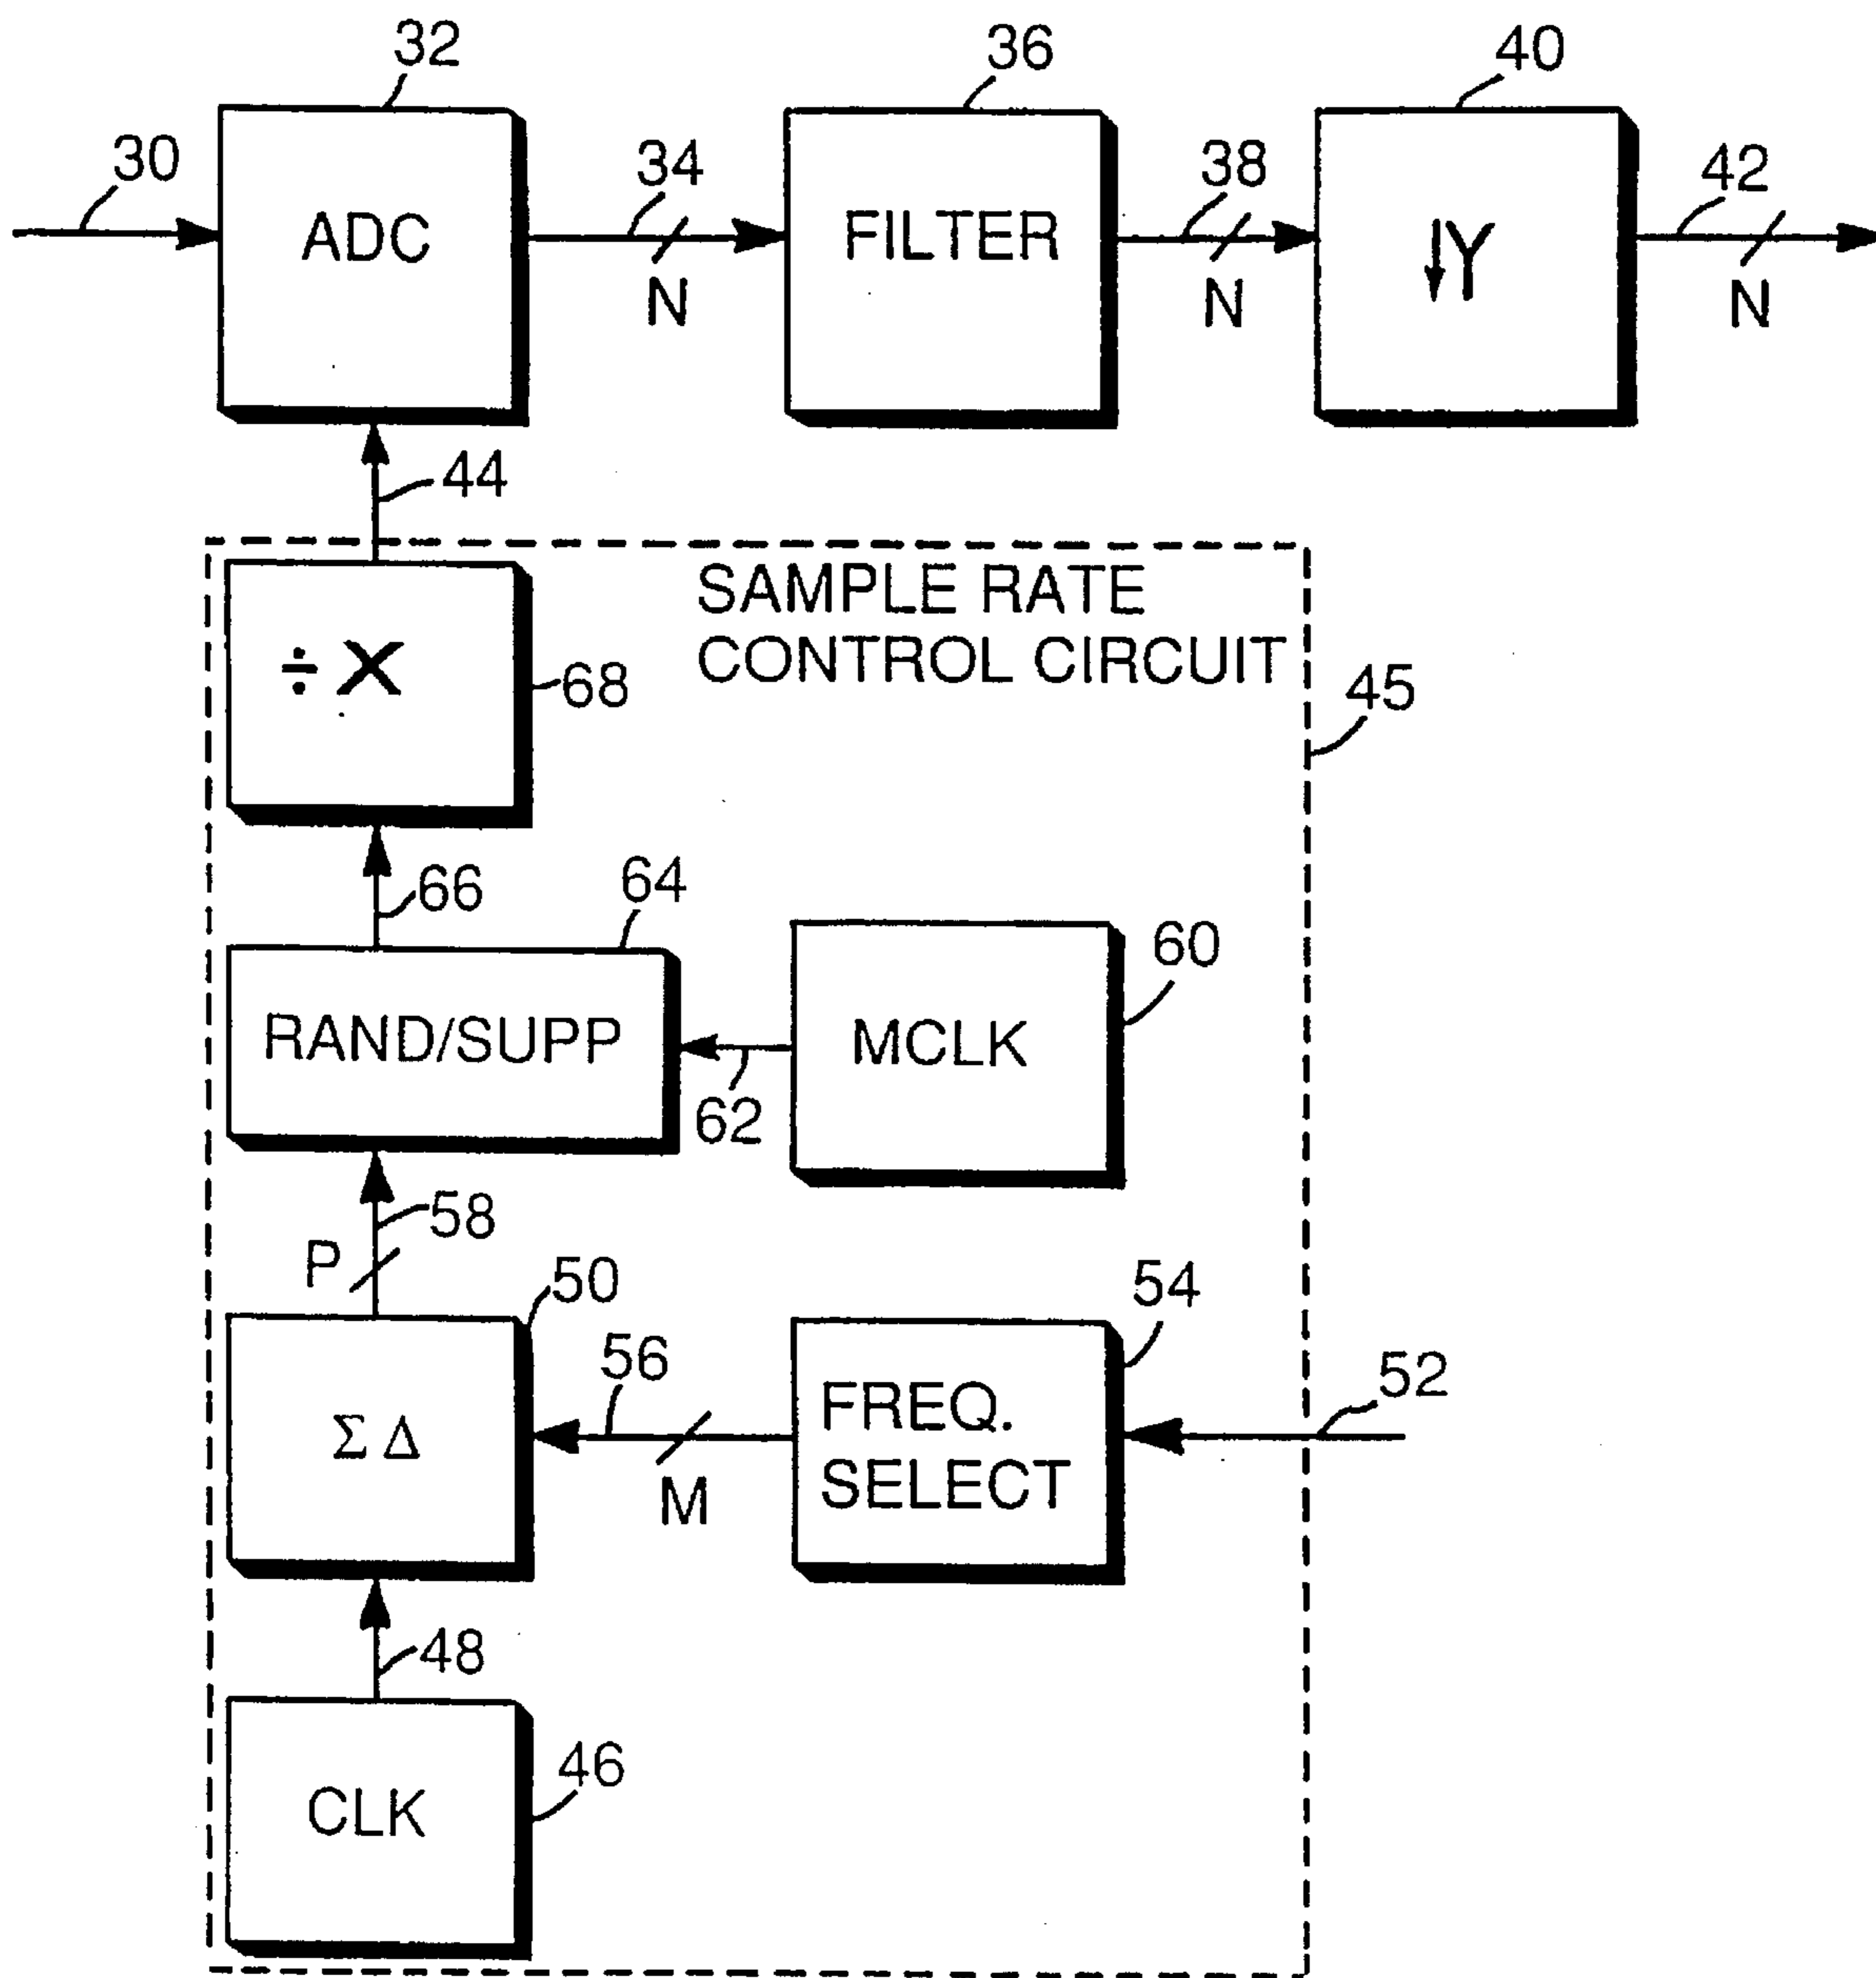 32
36
40
30
34
38
42
ADC
FILTER
↓Y
N
N
N
44
SAMPLE RATE
CONTROL CIRCUIT
÷ X
68
45
66
64
60
RAND/SUPP
MCLK
62
58
P
50
54
56
52
Σ Δ
FREQ.
SELECT
M
48
46
CLK